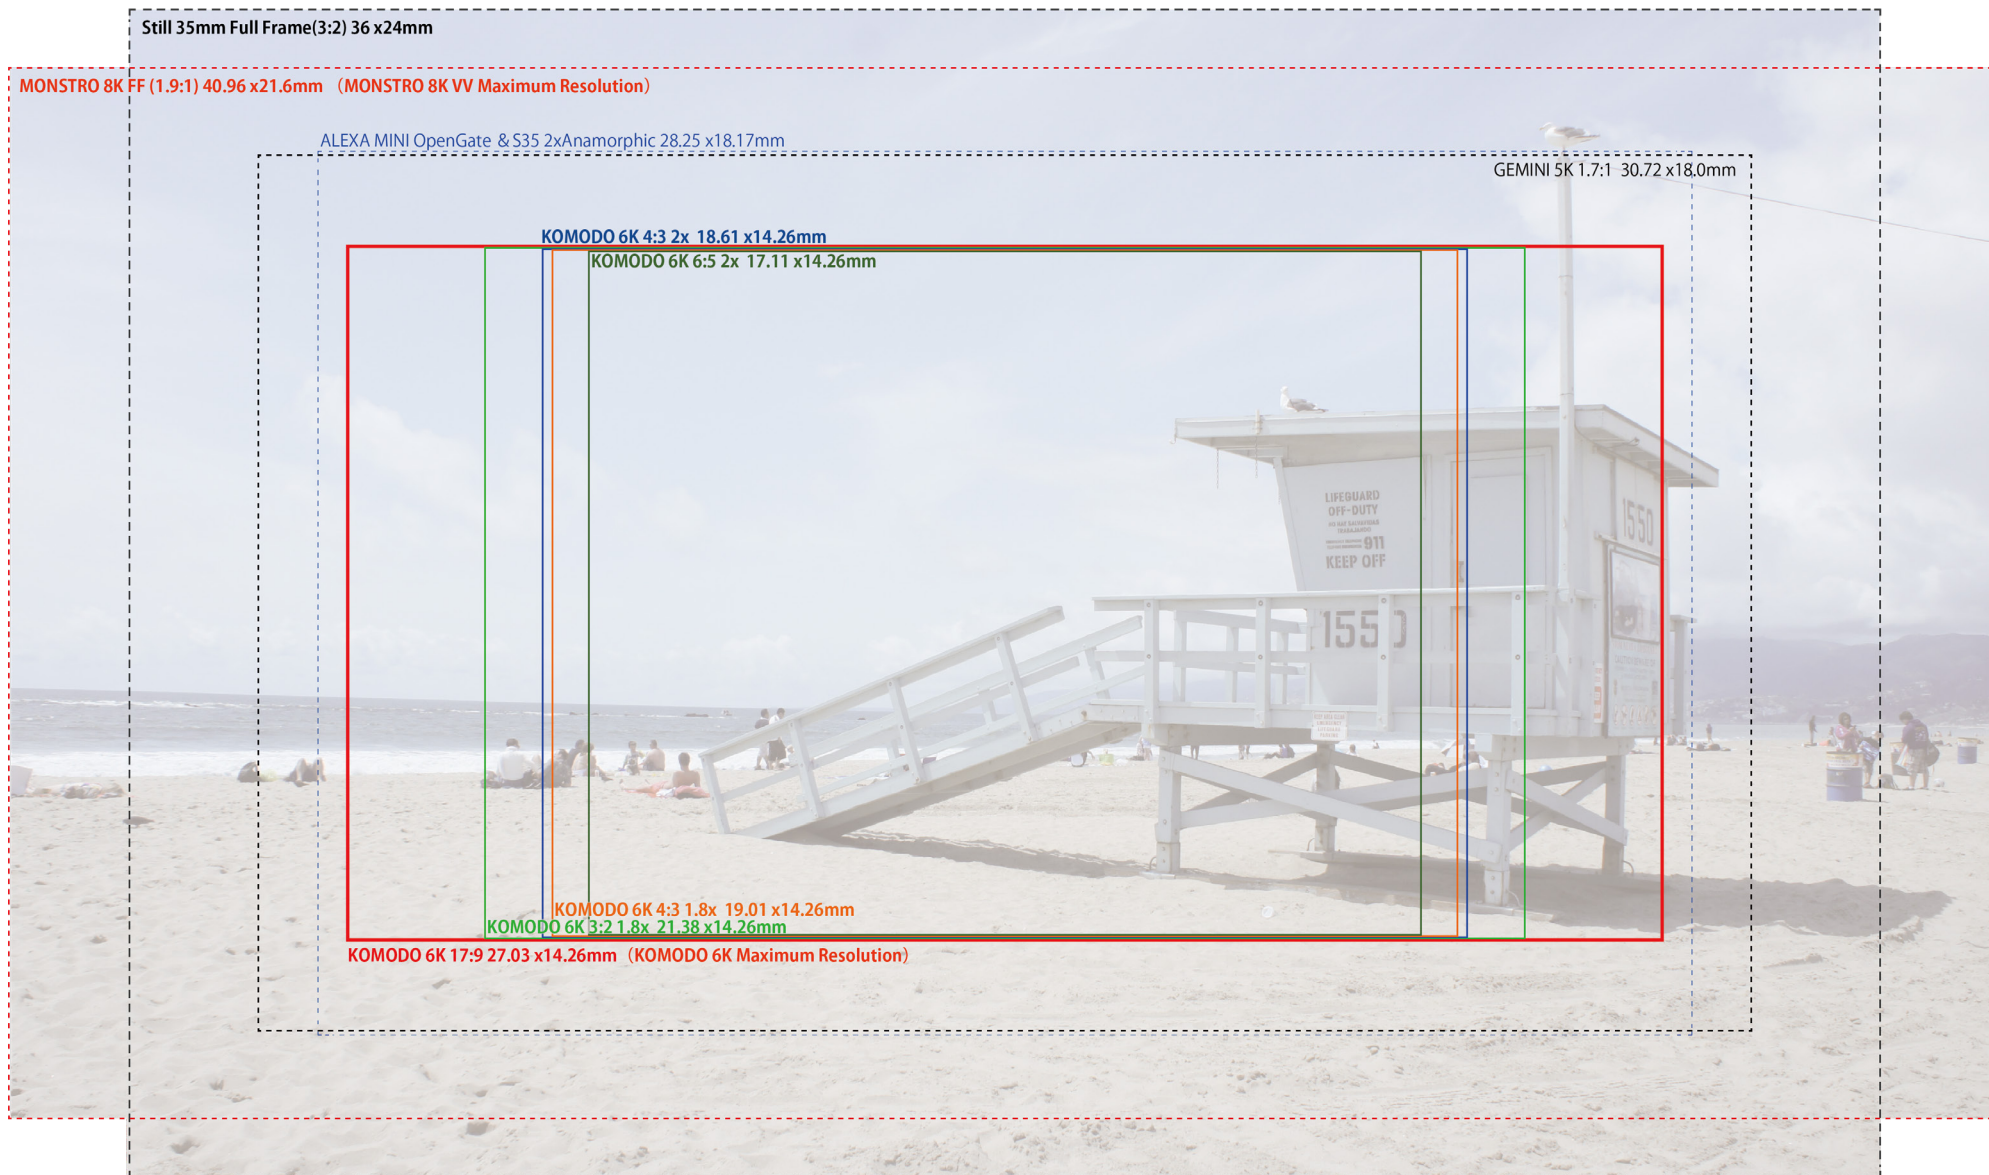 Still 35mm Full Frame(3:2) 36 x24mm
MONSTRO 8K FF (1.9:1) 40.96 x21.6mm （MONSTRO 8K VV Maximum Resolution）
ALEXA MINI OpenGate & S35 2xAnamorphic 28.25 x18.17mm
GEMINI 5K 1.7:1 30.72 x18.0mm
KOMODO 6K 4:3 2x 18.61 x14.26mm
KOMODO 6K 6:5 2x 17.11 x14.26mm
LIFEGUARD
OFF-DUTY
911
KEEP OFF
1550
1550
KOMODO 6K 4:3 1.8x 19.01 x14.26mm
KOMODO 6K 3:2 1.8x 21.38 x14.26mm
KOMODO 6K 17:9 27.03 x14.26mm （KOMODO 6K Maximum Resolution）